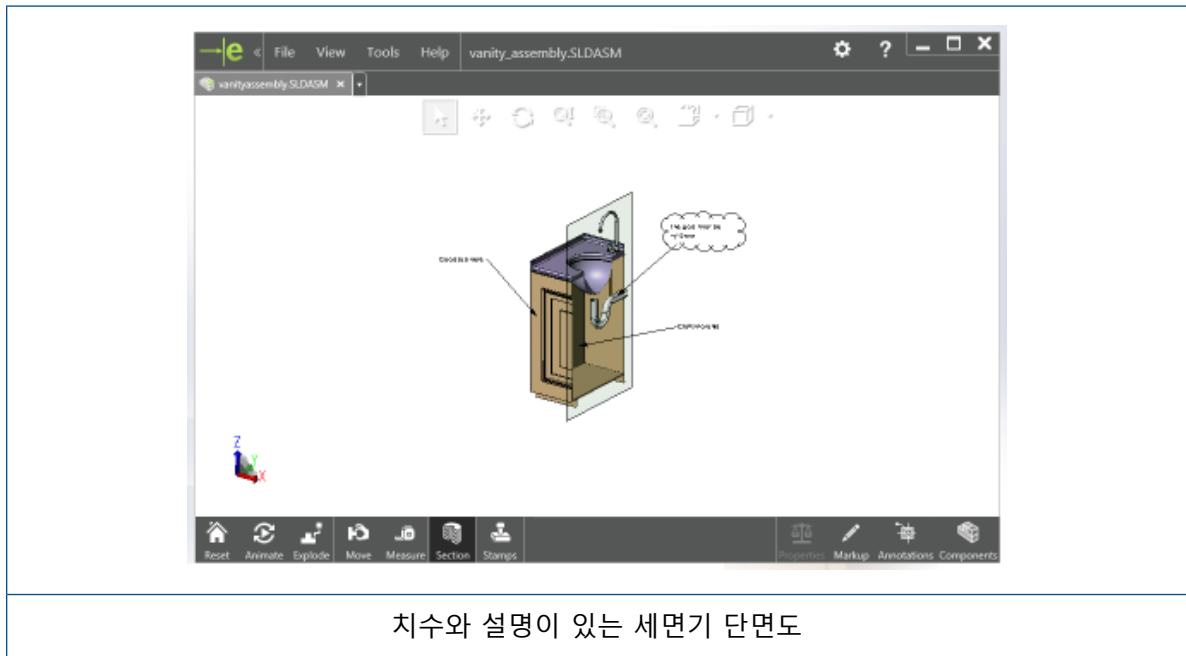 e « File View Tools Help vanity_assembly.SLDASM ?
vanityassembly.SLDASM
Z
Y
X
Reset Animate Explode Move Measure Section Stamps Properties Markup Annotations Components
치수와 설명이 있는 세면기 단면도